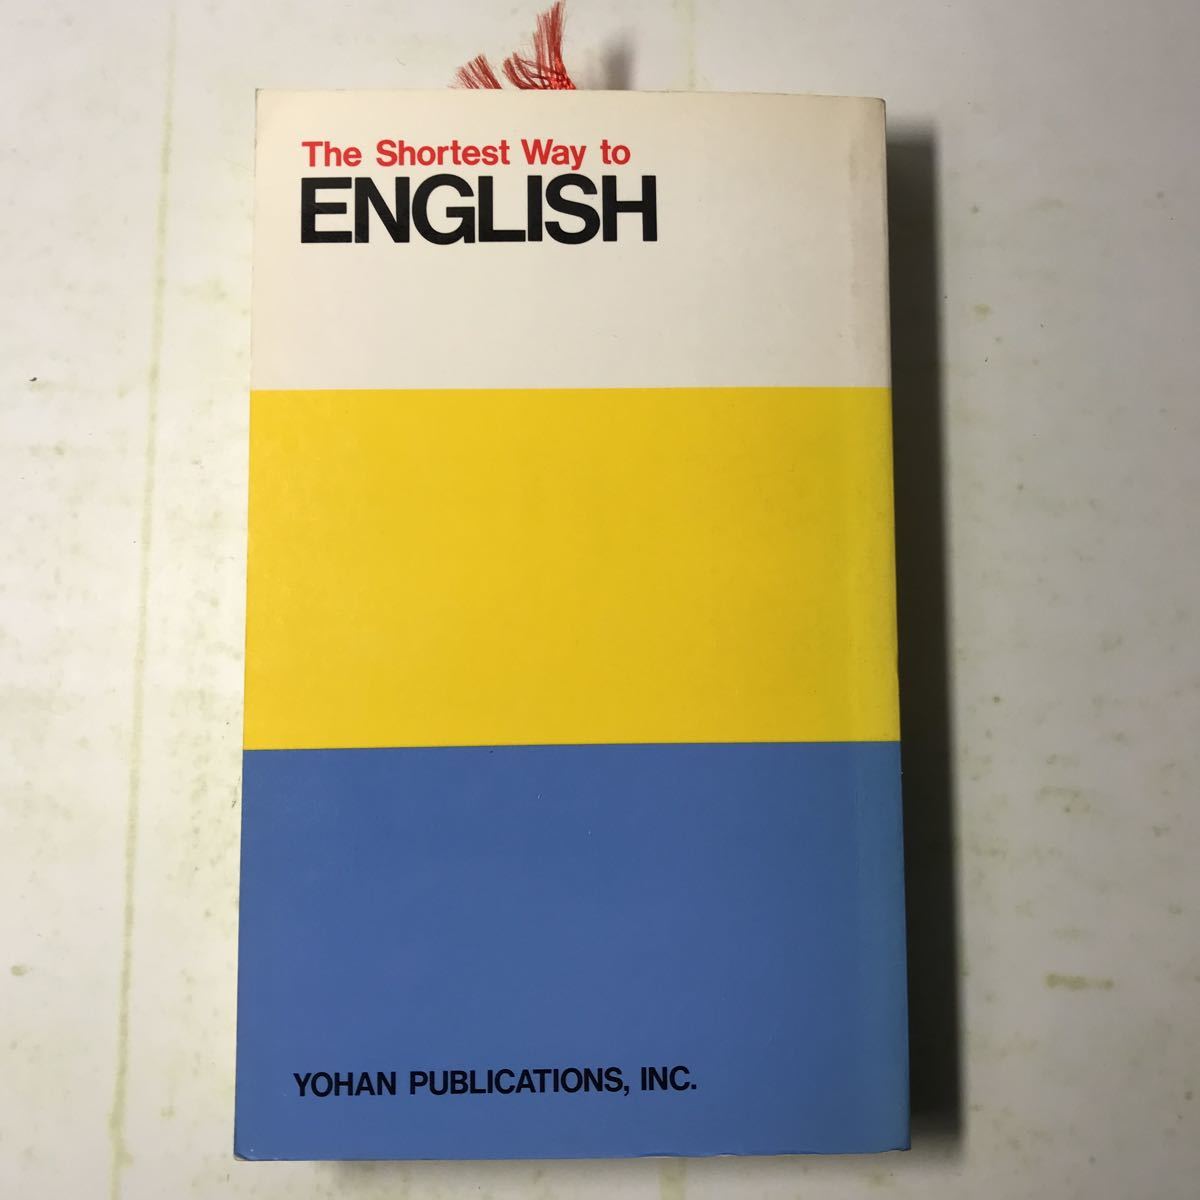 The Shortest Way to
ENGLISH
YOHAN PUBLICATIONS, INC.